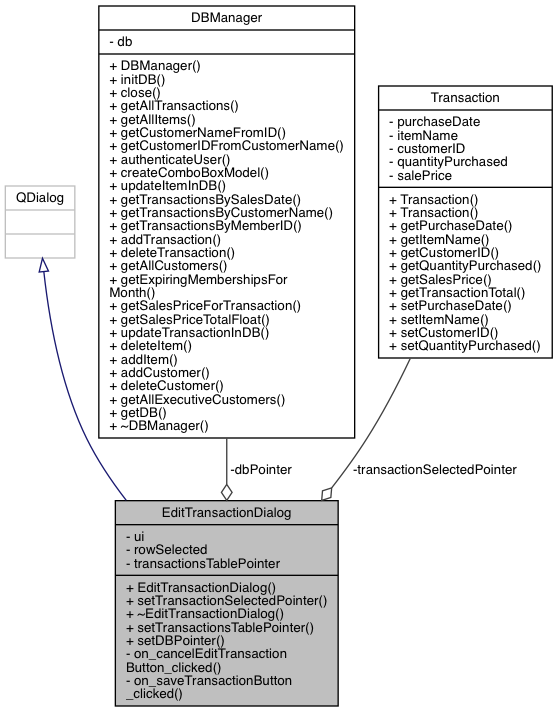 DBManager
- db
+ DBManager()
+ initDB()
+ close()
+ getAllTransactions()
+ getAllItems()
+ getCustomerNameFromID()
+ getCustomerIDFromCustomerName()
+ authenticateUser()
+ createComboBoxModel()
+ updateItemInDB()
+ getTransactionsBySalesDate()
+ getTransactionsByCustomerName()
+ getTransactionsByMemberID()
+ addTransaction()
+ deleteTransaction()
+ getAllCustomers()
+ getExpiringMembershipsFor
Month()
+ getSalesPriceForTransaction()
+ getSalesPriceTotalFloat()
+ updateTransactionInDB()
+ deleteItem()
+ addItem()
+ addCustomer()
+ deleteCustomer()
+ getAllExecutiveCustomers()
+ getDB()
+ ~DBManager()
Transaction
- purchaseDate
- itemName
- customerID
- quantityPurchased
- salePrice
+ Transaction()
+ Transaction()
+ getPurchaseDate()
+ getItemName()
+ getCustomerID()
+ getQuantityPurchased()
+ getSalesPrice()
+ getTransactionTotal()
+ setPurchaseDate()
+ setItemName()
+ setCustomerID()
+ setQuantityPurchased()
QDialog
-dbPointer
-transactionSelectedPointer
EditTransactionDialog
- ui
- rowSelected
- transactionsTablePointer
+ EditTransactionDialog()
+ setTransactionSelectedPointer()
+ ~EditTransactionDialog()
+ setTransactionsTablePointer()
+ setDBPointer()
- on_cancelEditTransaction
Button_clicked()
- on_saveTransactionButton
_clicked()